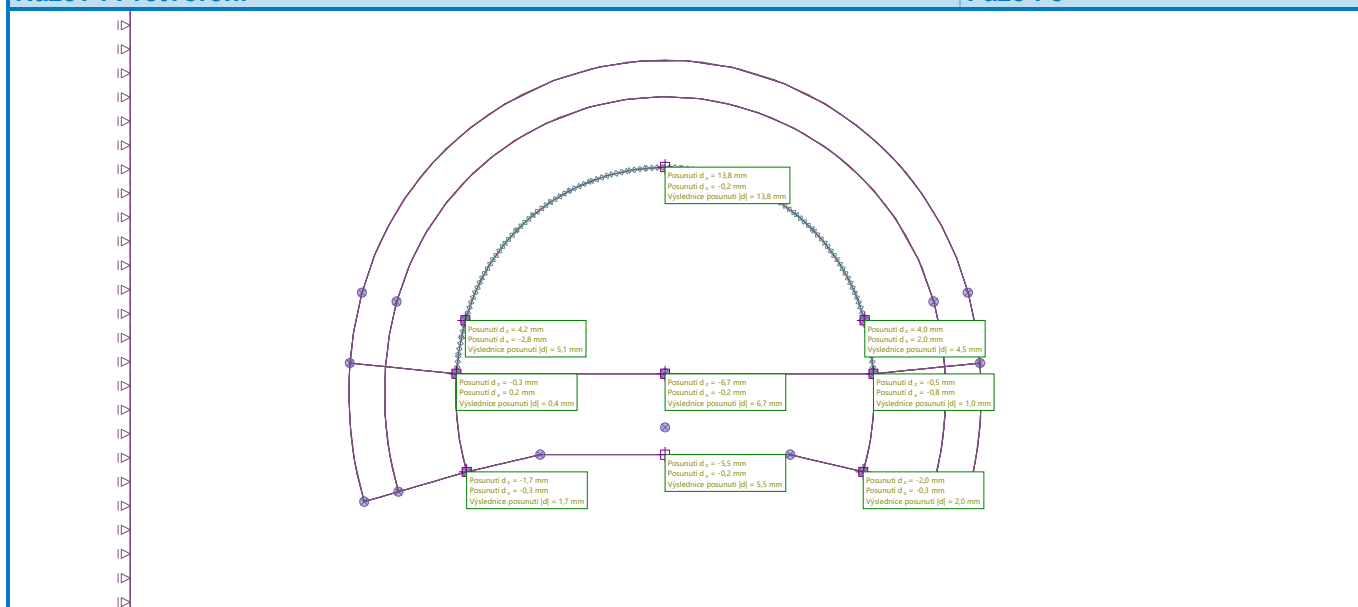 Posunutí d z = 13,8 mm
Posunutí d x = -0,2 mm
Výslednice posunutí |d| = 13,8 mm
Posunutí d z = 4,2 mm
Posunutí d x = -2,8 mm
Výslednice posunutí |d| = 5,1 mm
Posunutí d z = 4,0 mm
Posunutí d x = 2,0 mm
Výslednice posunutí |d| = 4,5 mm
Posunutí d z = -0,3 mm
Posunutí d x = 0,2 mm
Výslednice posunutí |d| = 0,4 mm
Posunutí d z = -6,7 mm
Posunutí d x = -0,2 mm
Výslednice posunutí |d| = 6,7 mm
Posunutí d z = -0,5 mm
Posunutí d x = -0,8 mm
Výslednice posunutí |d| = 1,0 mm
Posunutí d z = -5,5 mm
Posunutí d x = -0,2 mm
Výslednice posunutí |d| = 5,5 mm
Posunutí d z = -1,7 mm
Posunutí d x = -0,3 mm
Výslednice posunutí |d| = 1,7 mm
Posunutí d z = -2,0 mm
Posunutí d x = -0,3 mm
Výslednice posunutí |d| = 2,0 mm